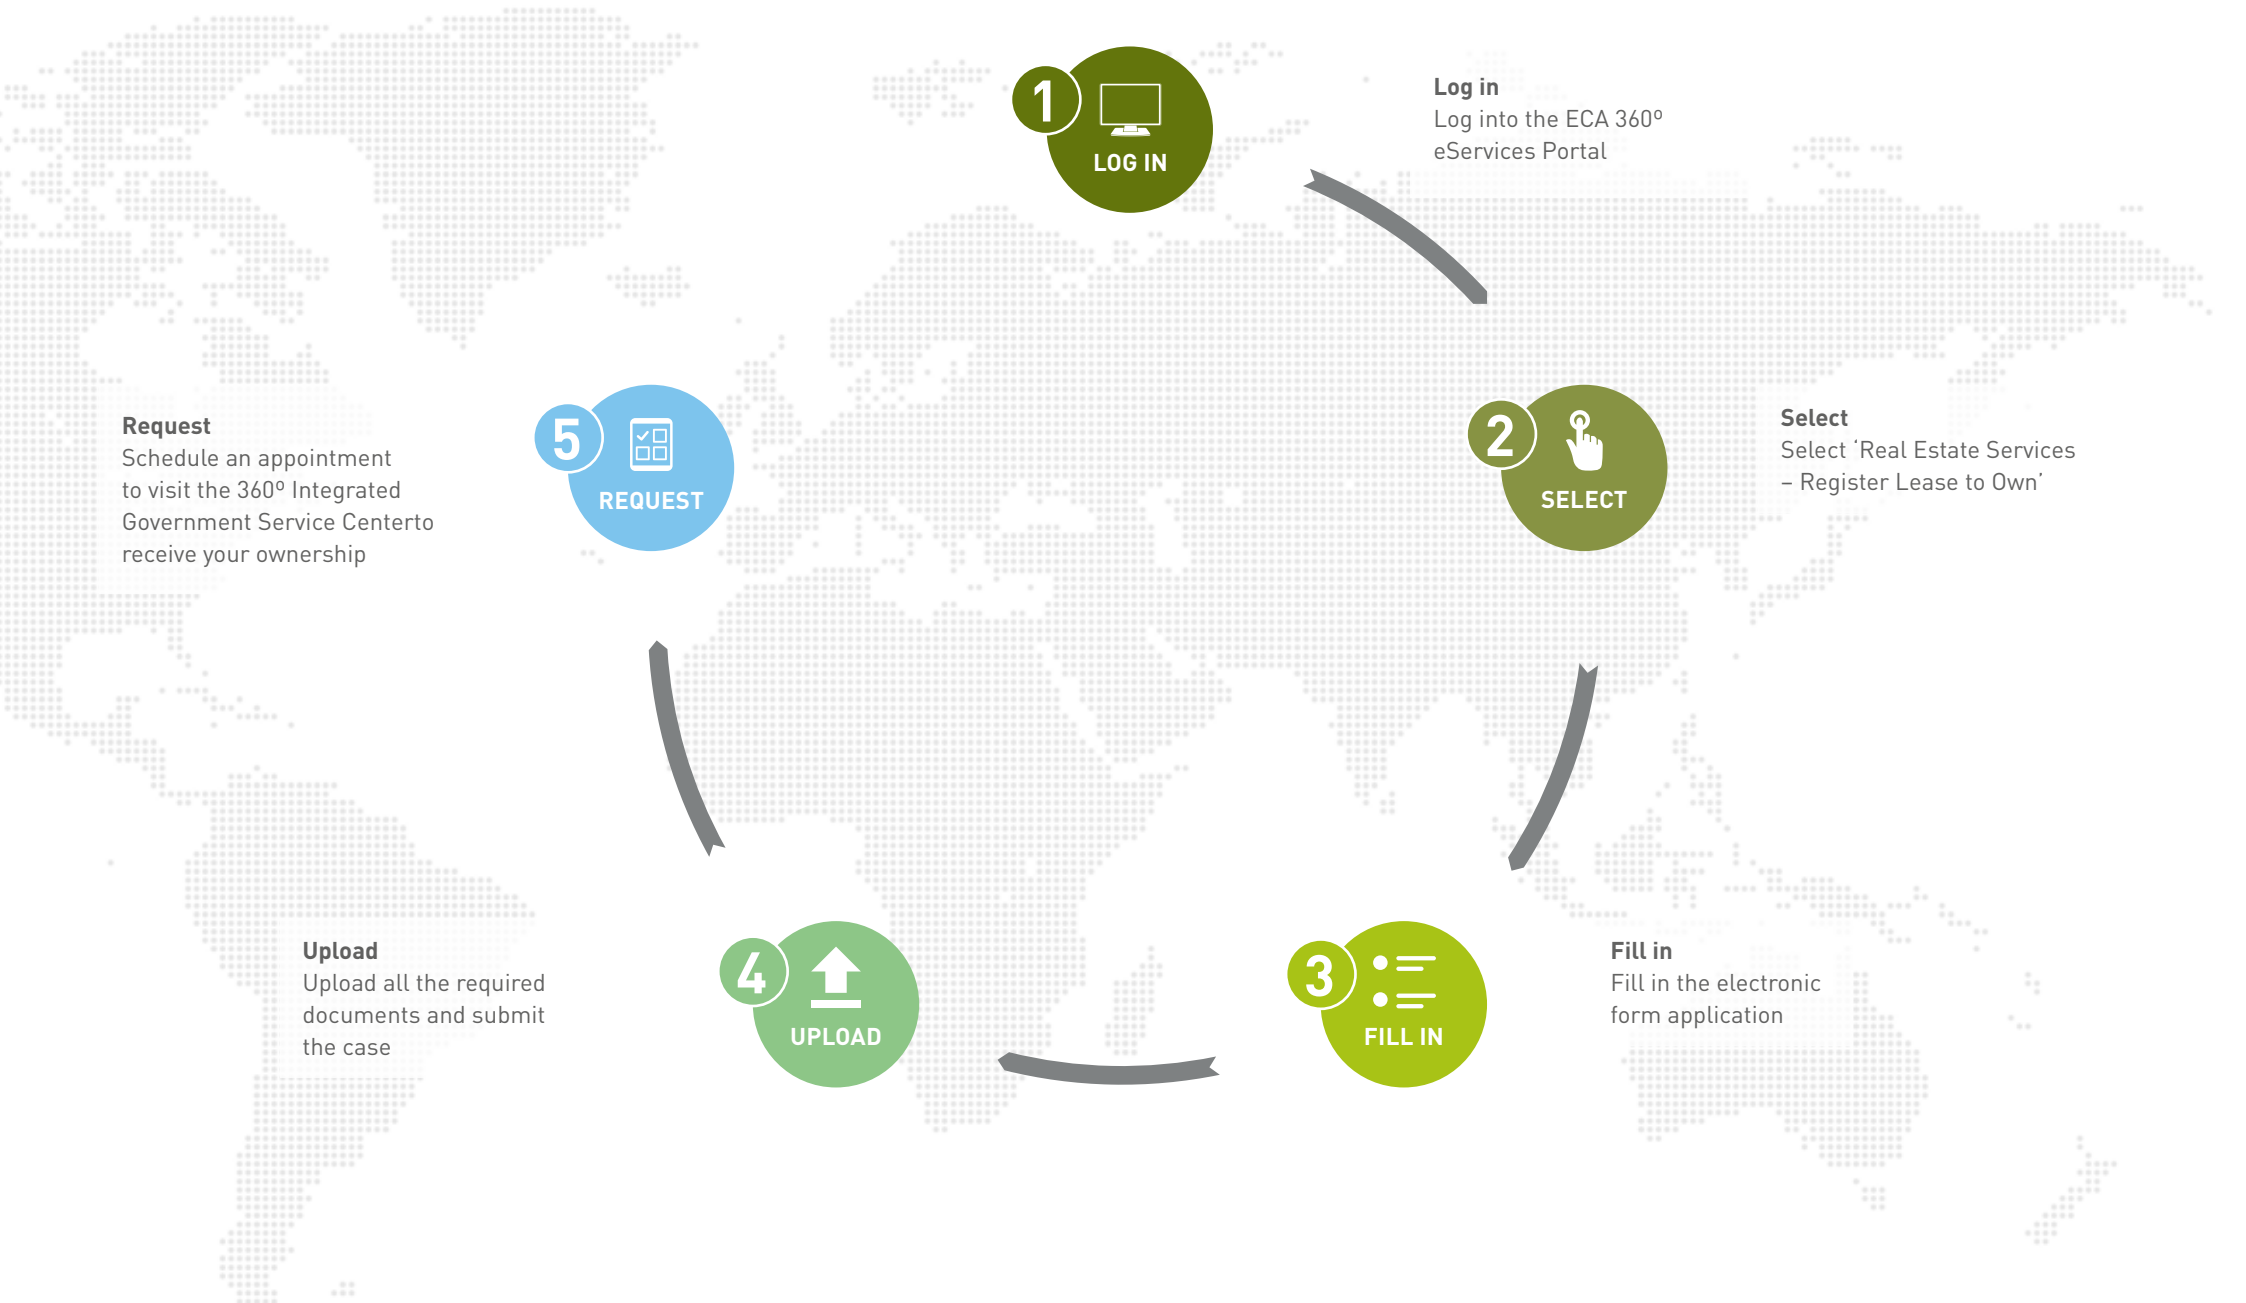 1
LOG IN
Log in
Log into the ECA 360º
eServices Portal
2
SELECT
Select
Select ‘Real Estate Services
– Register Lease to Own’
3
FILL IN
Fill in
Fill in the electronic
form application
4
UPLOAD
Upload
Upload all the required
documents and submit
the case
5
REQUEST
Request
Schedule an appointment
to visit the 360º Integrated
Government Service Centerto
receive your ownership